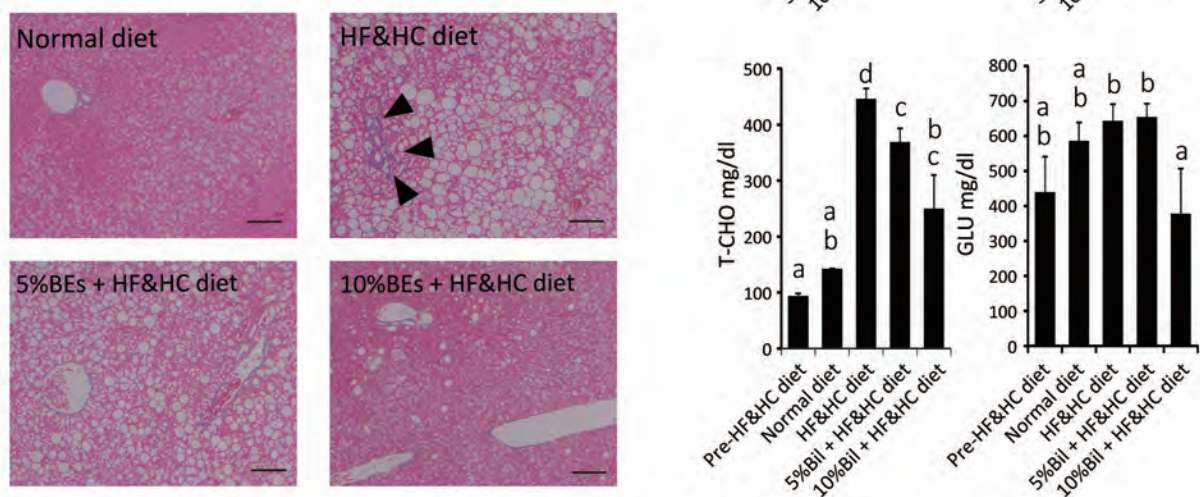 Normal diet
HF&HC diet
5%BEs + HF&HC diet
10%BEs + HF&HC diet
T-CHO mg/dl
500
400
300
200
100
0
a
a
b
d
c
b
c
Pre-HF&HC diet
Normal diet
HF&HC diet
5%Bil + HF&HC diet
10%Bil + HF&HC diet
GLU mg/dl
800
700
600
500
400
300
200
100
0
a
b
a
b
b
b
a
Pre-HF&HC diet
Normal diet
HF&HC diet
5%Bil + HF&HC diet
10%Bil + HF&HC diet